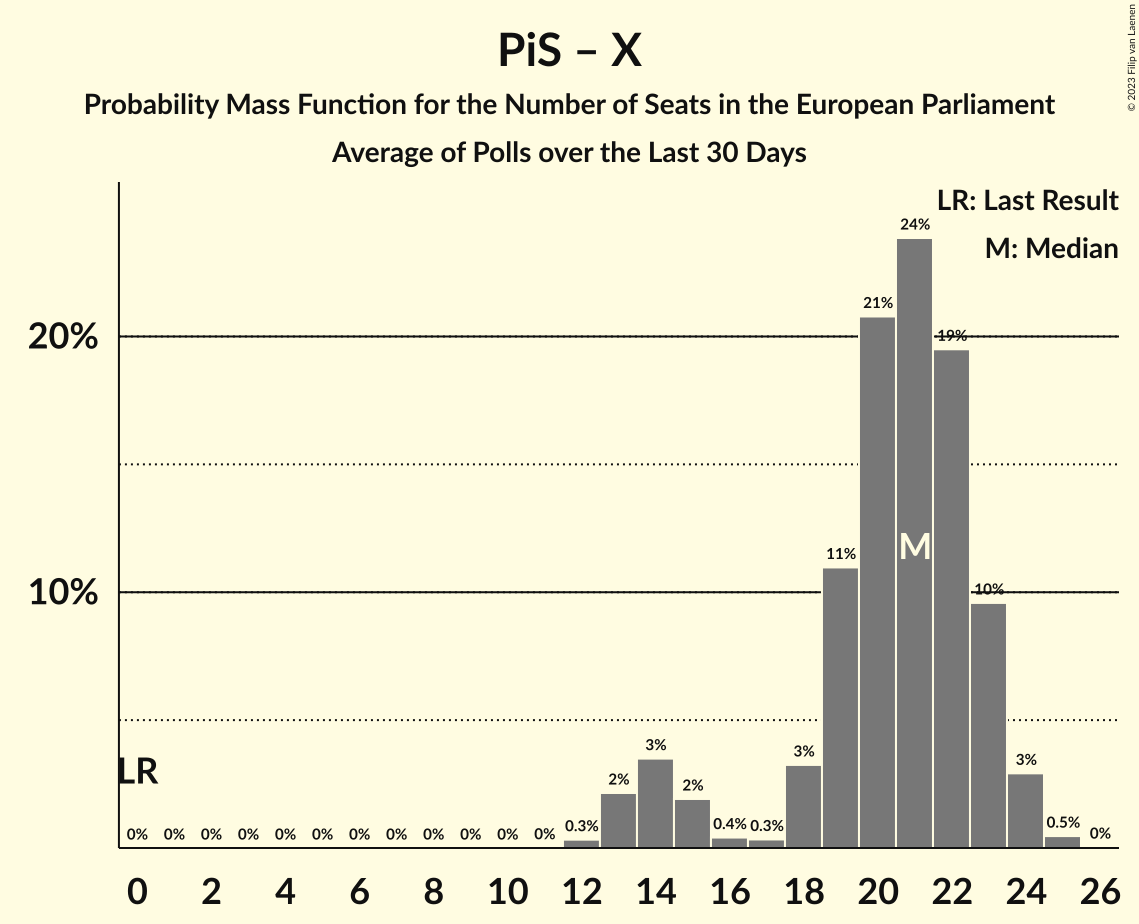 PiS – X
Probability Mass Function for the Number of Seats in the European Parliament
Average of Polls over the Last 30 Days
© 2023 Filip van Laenen
LR: Last Result
M: Median
20%
10%
24%
21%
19%
11%
10%
M
LR
0% 0% 0% 0% 0% 0% 0% 0% 0% 0% 0% 0% 0.3% 2% 3% 2% 0.4% 0.3% 3% 3% 0.5% 0%
0 2 4 6 8 10 12 14 16 18 20 22 24 26